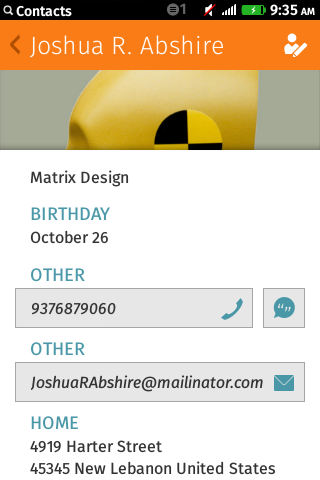 Contacts
1
9:35 AM
Joshua R. Abshire
Matrix Design
BIRTHDAY
October 26
OTHER
9376879060
OTHER
JoshuaRAbshire@mailinator.com
HOME
4919 Harter Street
45345 New Lebanon United States